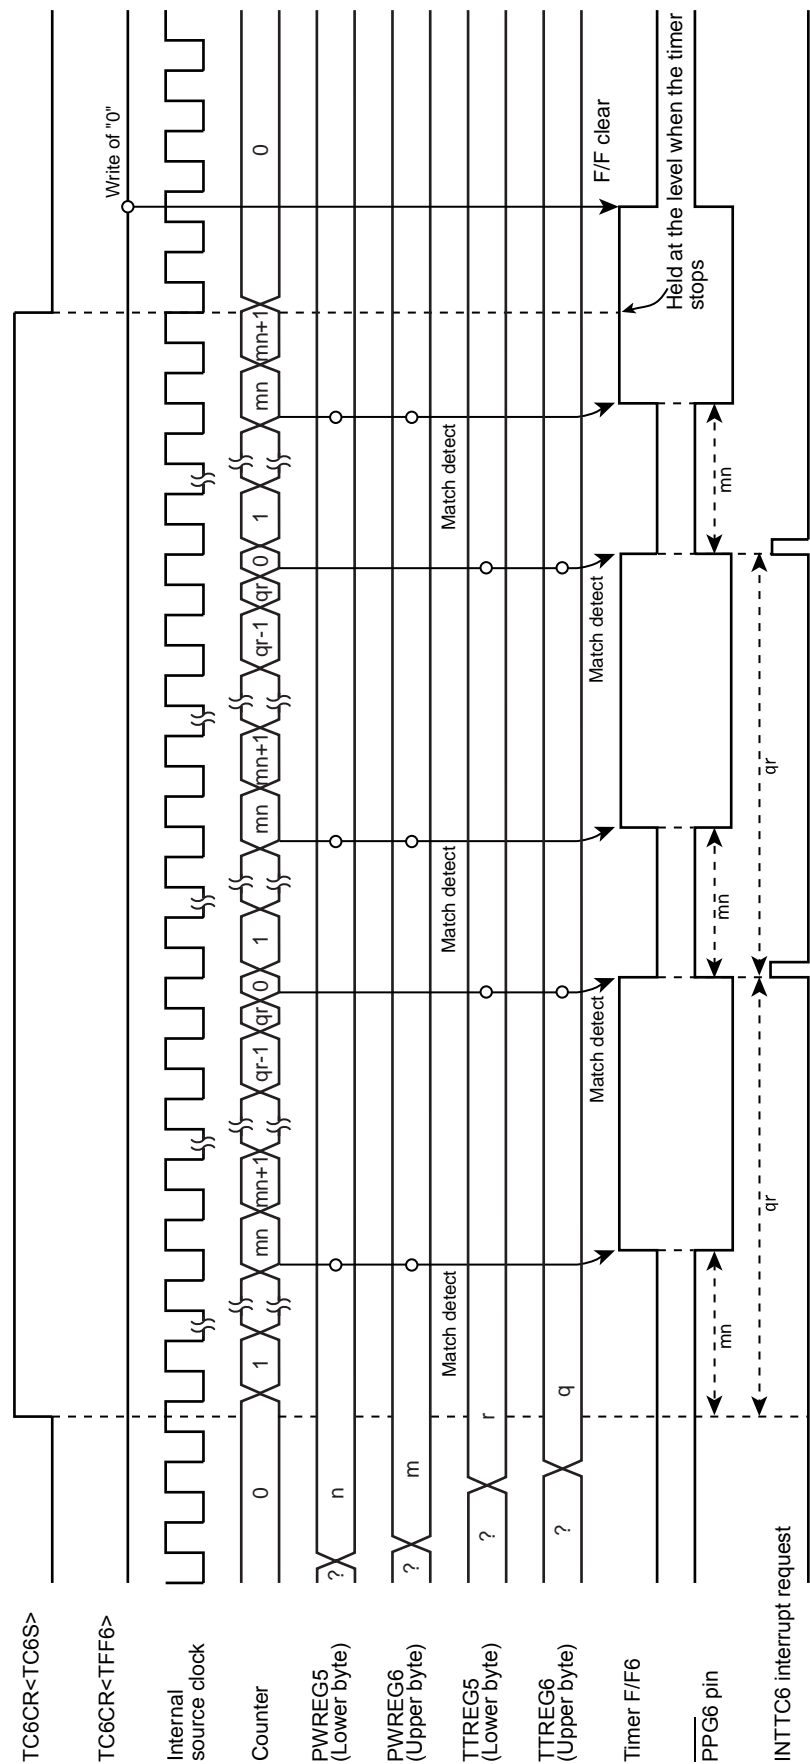 TC6CR<TC6S>
TC6CR<TFF6>
Write of "0"
Internal
source clock
Counter
0
1
mn
mn+1
qr-1
qr
0
1
mn
mn+1
qr-1
qr
0
1
mn
mn+1
0
PWREG5
(Lower byte)
?
n
PWREG6
(Upper byte)
?
m
Match detect
Match detect
Match detect
TTREG5
(Lower byte)
?
r
TTREG6
(Upper byte)
?
q
Match detect
Match detect
F/F clear
Timer F/F6
Held at the level when the timer
stops
PPG6 pin
mn
mn
mn
qr
qr
INTTC6 interrupt request